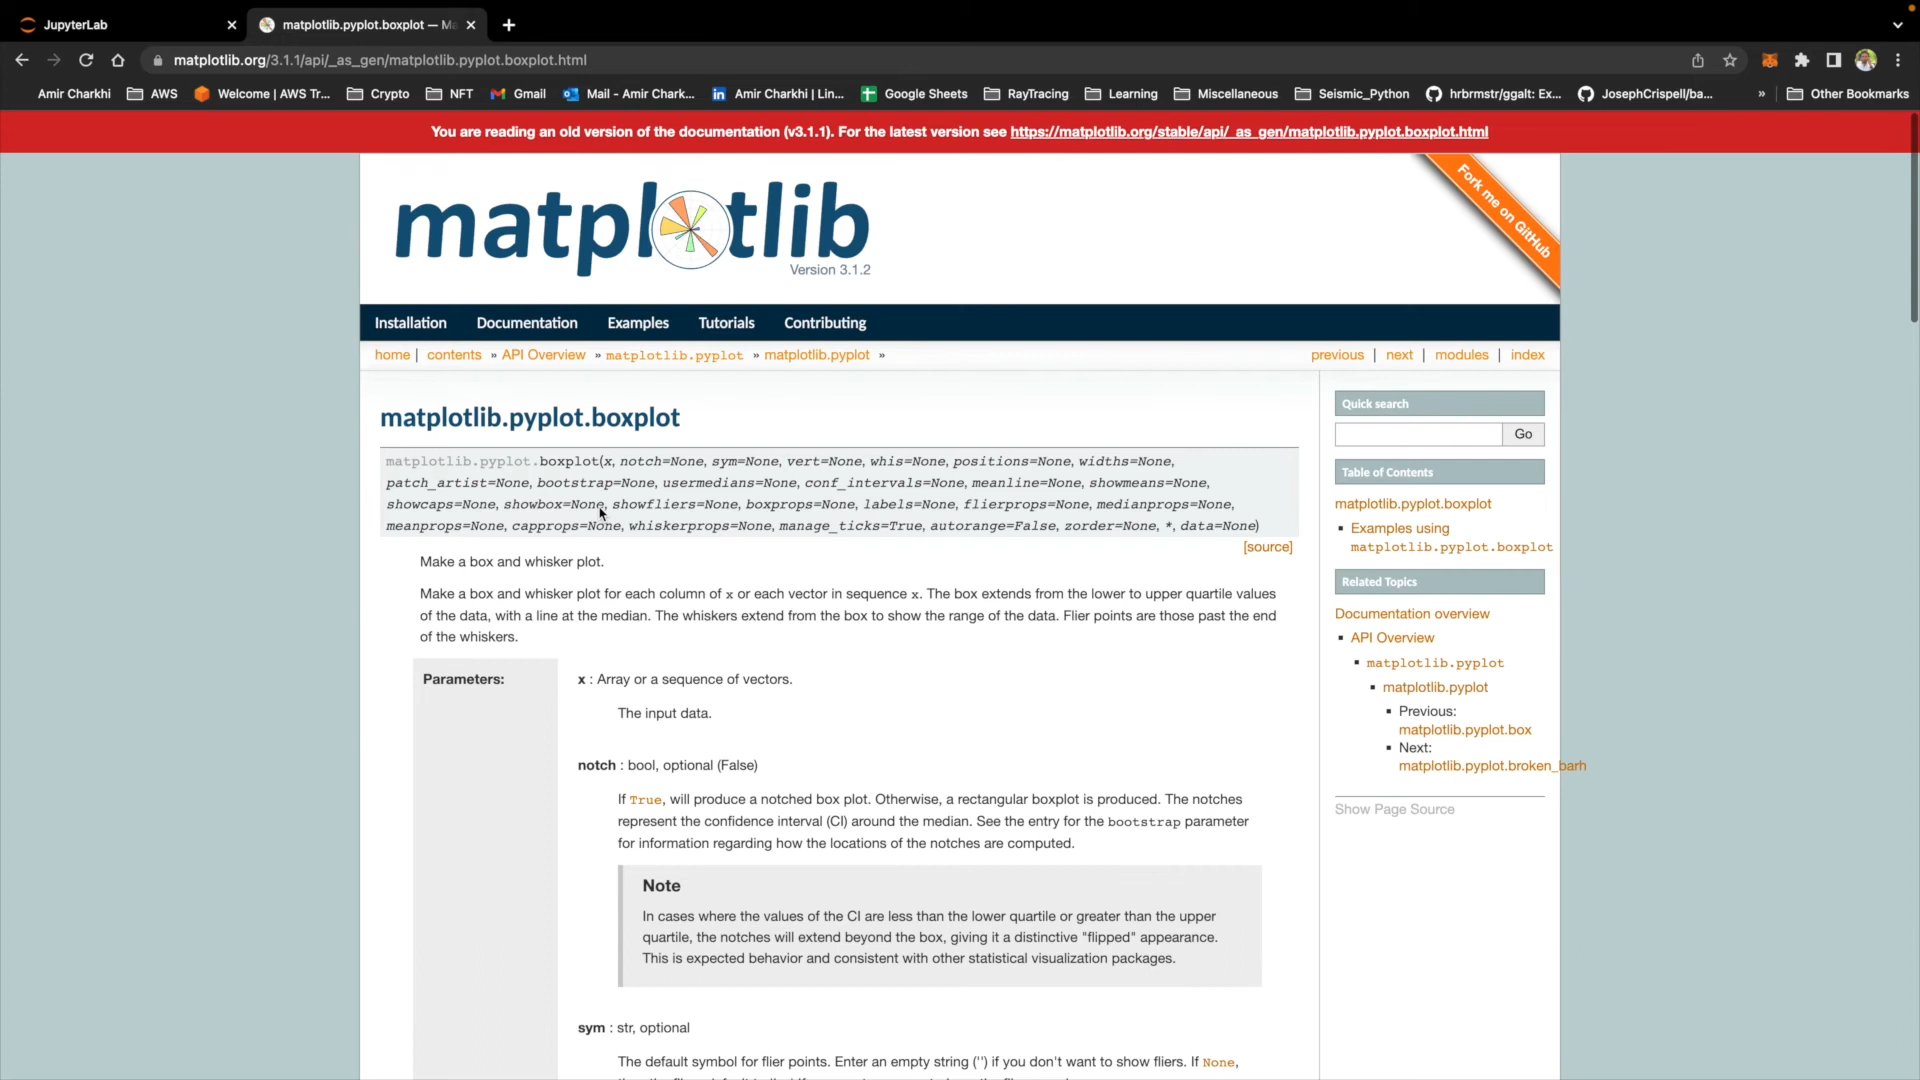 JupyterLab
matplotlib.pyplot.boxplot — Ma
matplotlib.org/3.1.1/api/_as_gen/matplotlib.pyplot.boxplot.html
Amir Charkhi AWS Welcome | AWS Tr... Crypto NFT Gmail Mail - Amir Chark... Amir Charkhi | Lin... Google Sheets RayTracing Learning Miscellaneous Seismic_Python hrbrmstr/ggalt: Ex... JosephCrispell/ba... » Other Bookmarks
You are reading an old version of the documentation (v3.1.1). For the latest version see https://matplotlib.org/stable/api/_as_gen/matplotlib.pyplot.boxplot.html
matplotlib
Version 3.1.2
Fork me on GitHub
Installation Documentation Examples Tutorials Contributing
home | contents » API Overview » matplotlib.pyplot » matplotlib.pyplot »
previous | next | modules | index
matplotlib.pyplot.boxplot
matplotlib.pyplot.boxplot(x, notch=None, sym=None, vert=None, whis=None, positions=None, widths=None,
patch_artist=None, bootstrap=None, usermedians=None, conf_intervals=None, meanline=None, showmeans=None,
showcaps=None, showbox=None, showfliers=None, boxprops=None, labels=None, flierprops=None, medianprops=None,
meanprops=None, capprops=None, whiskerprops=None, manage_ticks=True, autorange=False, zorder=None, *, data=None)
[source]
Make a box and whisker plot.
Make a box and whisker plot for each column of x or each vector in sequence x. The box extends from the lower to upper quartile values
of the data, with a line at the median. The whiskers extend from the box to show the range of the data. Flier points are those past the end
of the whiskers.
Parameters:
x : Array or a sequence of vectors.
The input data.
notch : bool, optional (False)
If True, will produce a notched box plot. Otherwise, a rectangular boxplot is produced. The notches
represent the confidence interval (CI) around the median. See the entry for the bootstrap parameter
for information regarding how the locations of the notches are computed.
Note
In cases where the values of the CI are less than the lower quartile or greater than the upper
quartile, the notches will extend beyond the box, giving it a distinctive "flipped" appearance.
This is expected behavior and consistent with other statistical visualization packages.
sym : str, optional
The default symbol for flier points. Enter an empty string ('') if you don't want to show fliers. If None,
Quick search
Go
Table of Contents
matplotlib.pyplot.boxplot
Examples using
matplotlib.pyplot.boxplot
Related Topics
Documentation overview
API Overview
matplotlib.pyplot
matplotlib.pyplot
Previous:
matplotlib.pyplot.box
Next:
matplotlib.pyplot.broken_barh
Show Page Source